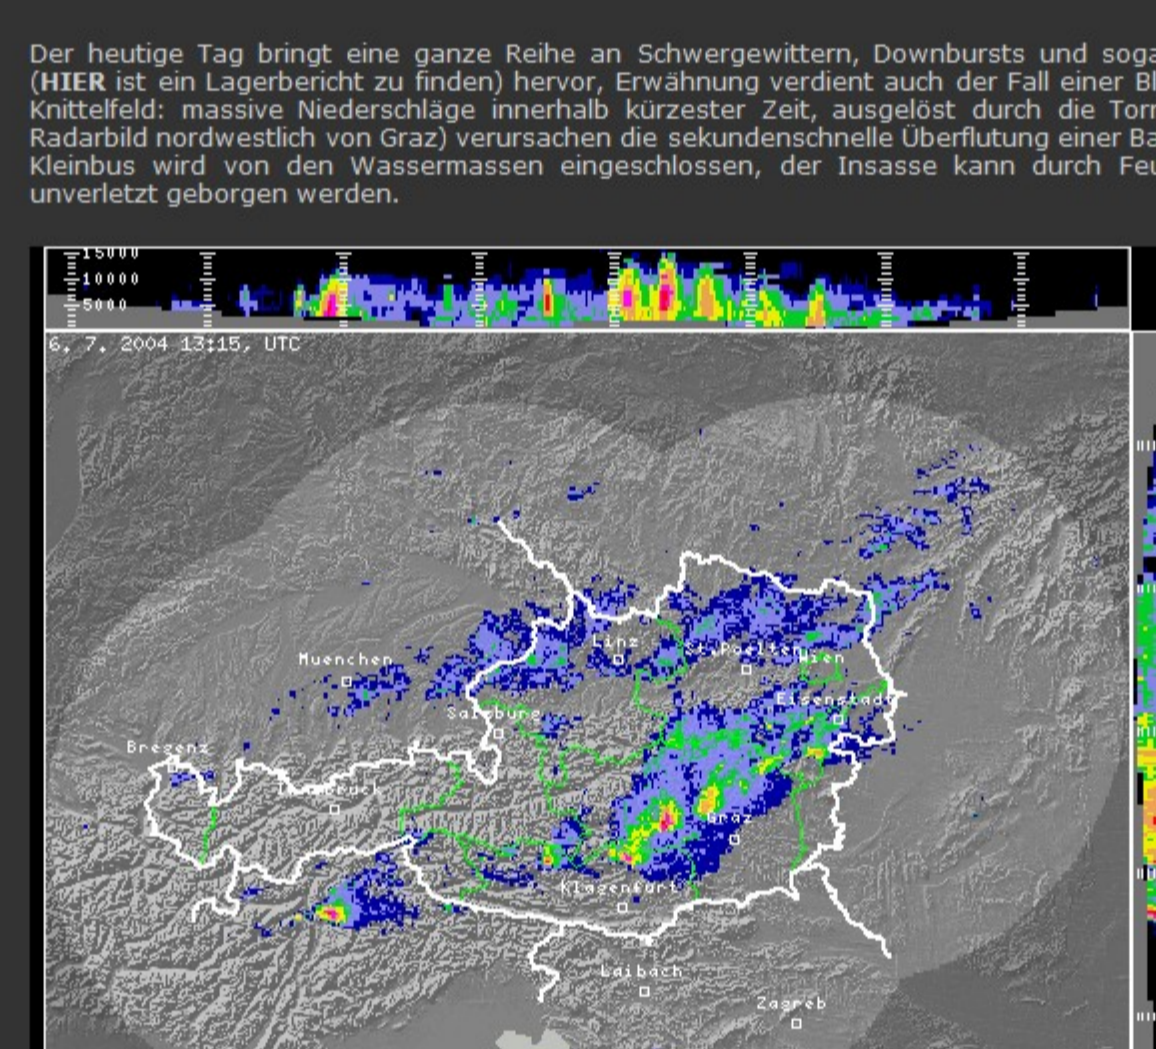 Der heutige Tag bringt eine ganze Reihe an Schwergewittern, Downbursts und soga
(HIER ist ein Lagerbericht zu finden) hervor, Erwähnung verdient auch der Fall einer Bl
Knittelfeld: massive Niederschläge innerhalb kürzester Zeit, ausgelöst durch die Torn
Radarbild nordwestlich von Graz) verursachen die sekundenschnelle Überflutung einer Ba
Kleinbus wird von den Wassermassen eingeschlossen, der Insasse kann durch Feu
unverletzt geborgen werden.
15000
10000
5000
6. 7. 2004 13:15, UTC
Linz
St.Poelten
Wien
Muenchen
Eisenstadt
Salzburg
Bregenz
Innsbruck
Graz
Klagenfurt
Laibach
Zagreb